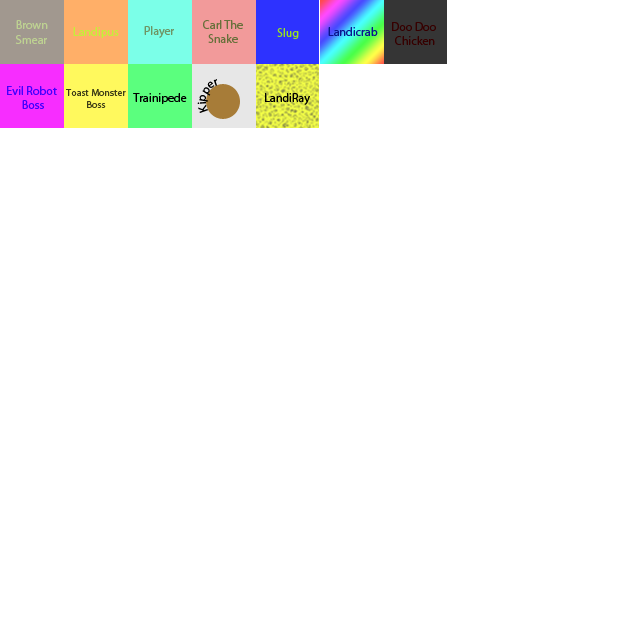 Brown
Smear
Landipus
Player
Carl The
Snake
Slug
Landicrab
Doo Doo
Chicken
Evil Robot
Boss
Toast Monster
Boss
Trainipede
Kipper
LandiRay